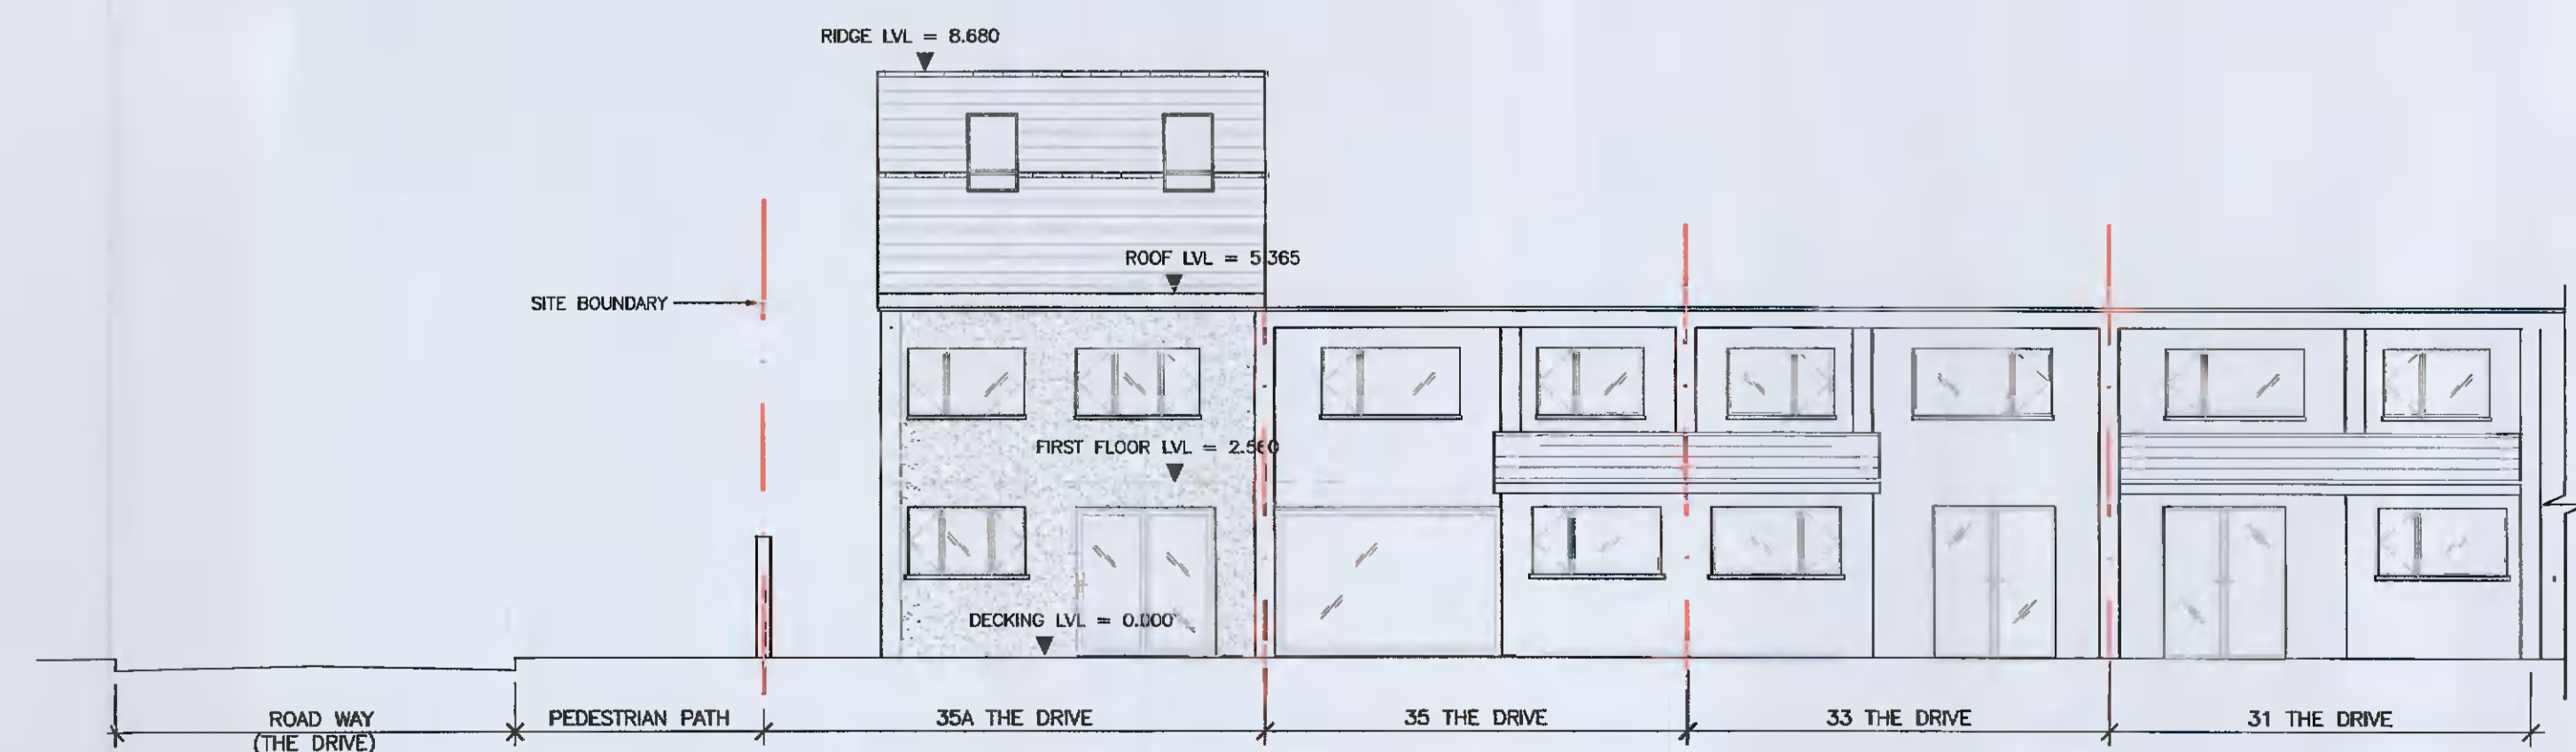 RIDGE LVL = 8.680
ROOF LVL = 5.365
SITE BOUNDARY
FIRST FLOOR LVL = 2.560
DECKING LVL = 0.000
ROAD WAY
(THE DRIVE)
PEDESTRIAN PATH
35A THE DRIVE
35 THE DRIVE
33 THE DRIVE
31 THE DRIVE